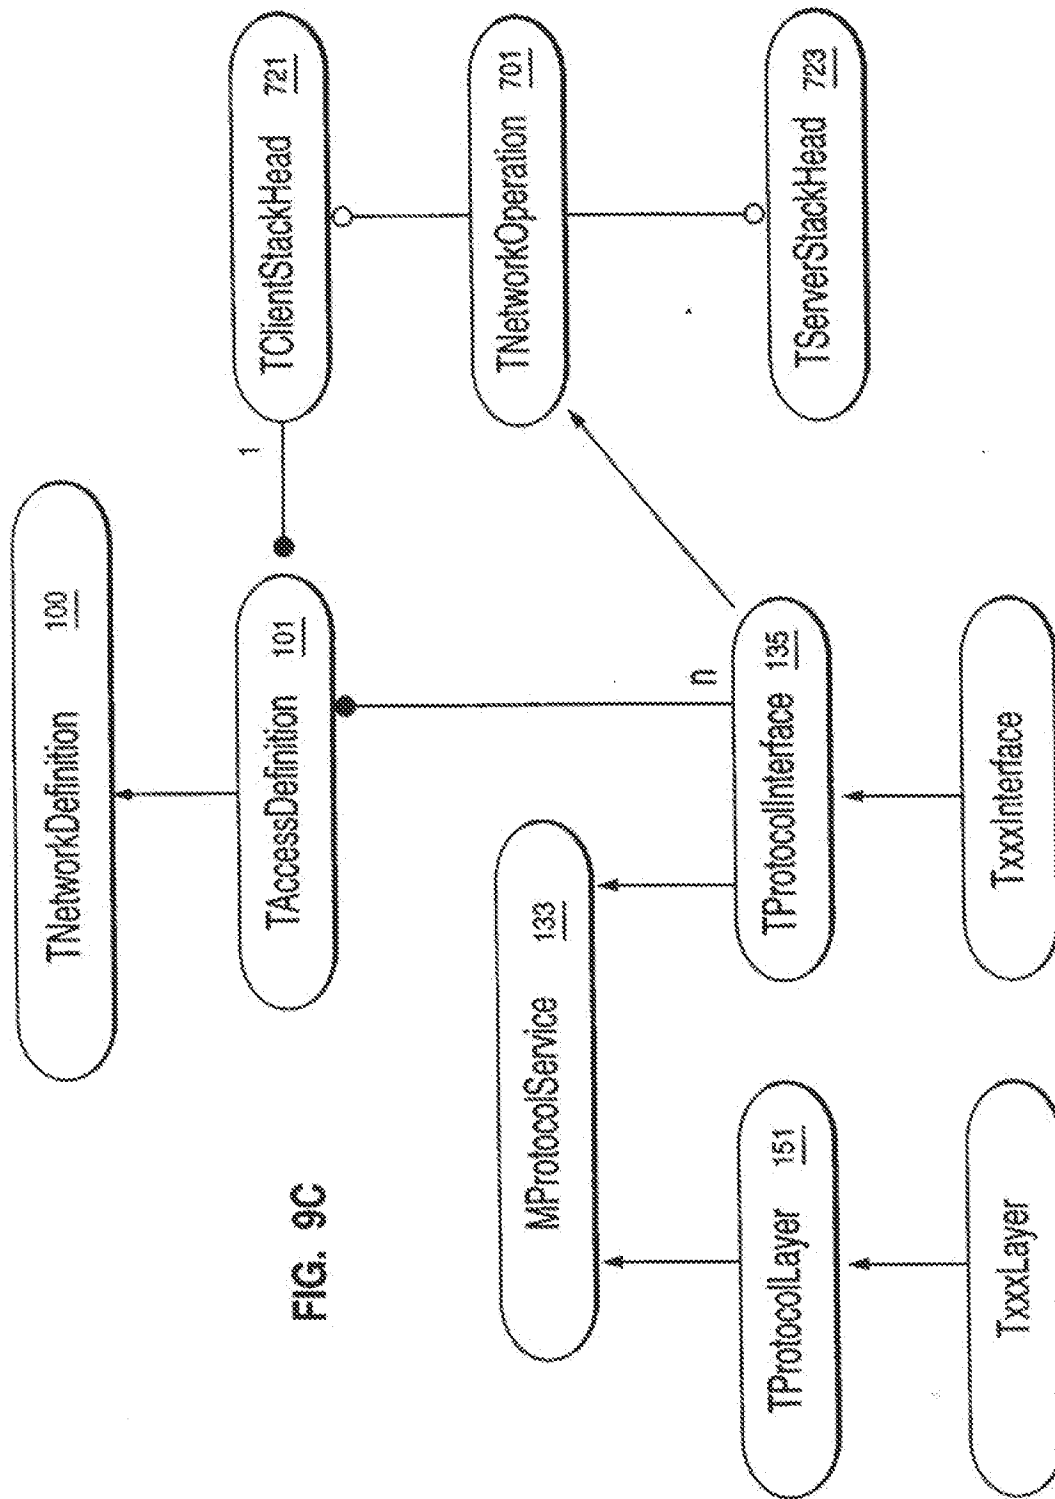 FIG. 9C
TNetworkDefinition 100
TAccessDefinition 101
1
TClientStackHead 721
MProtocolService 133
n
TNetworkOperation 701
TProtocolLayer 151
TProtocolInterface 135
TServerStackHead 723
TxxxLayer
TxxxInterface